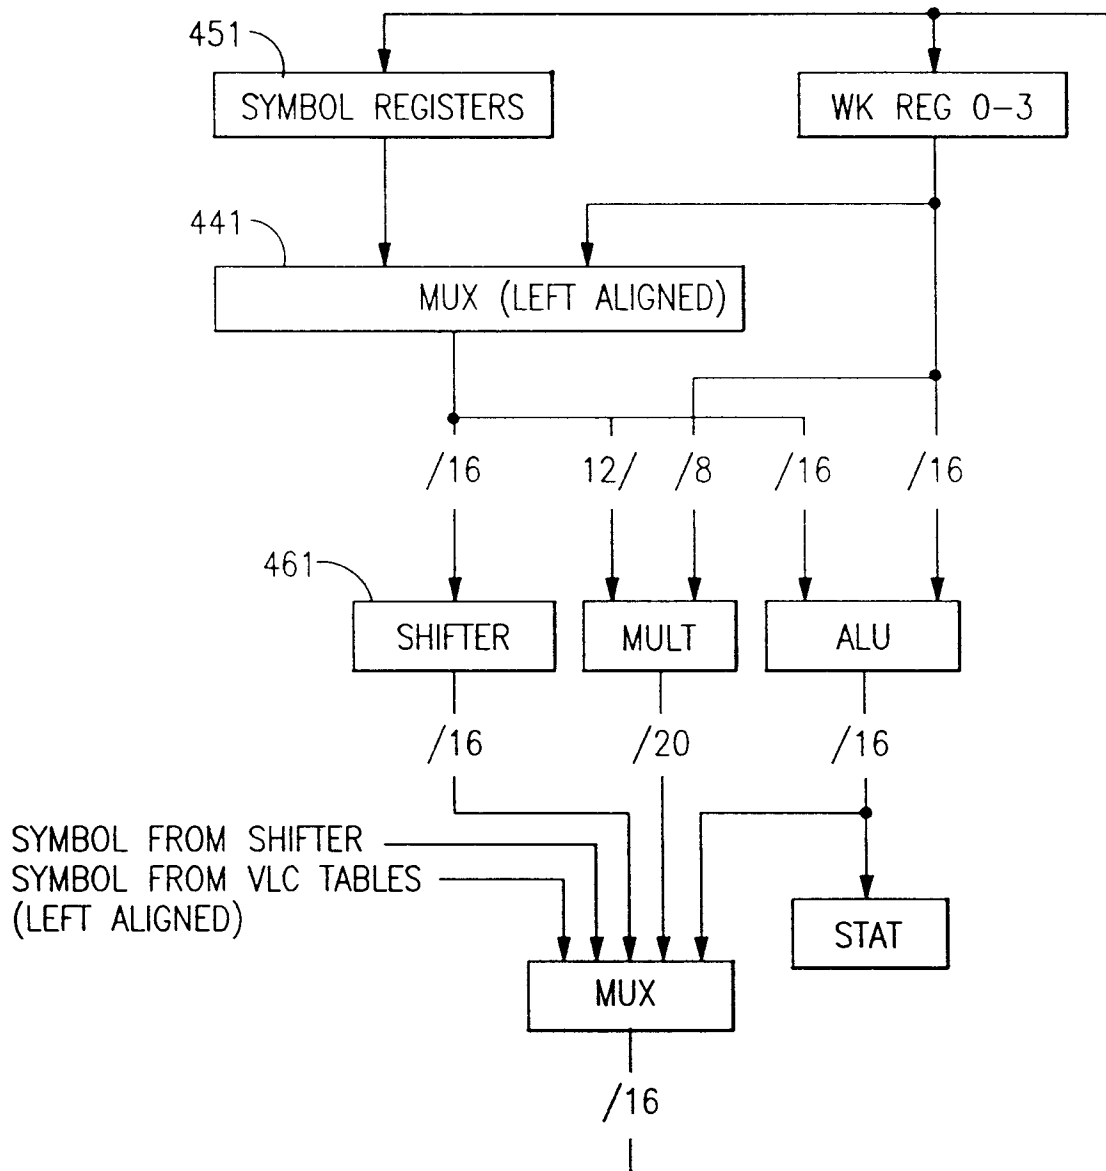 451
SYMBOL REGISTERS
WK REG 0-3
441
MUX (LEFT ALIGNED)
/16
12/
/8
/16
/16
461
SHIFTER
MULT
ALU
/16
/20
/16
SYMBOL FROM SHIFTER
SYMBOL FROM VLC TABLES
(LEFT ALIGNED)
STAT
MUX
/16